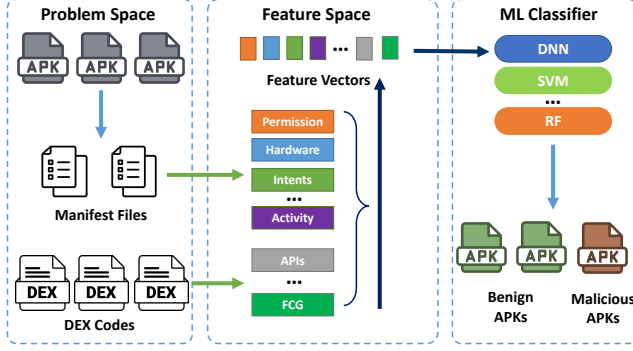 Problem Space
APK APK APK
Manifest Files
DEX DEX DEX
DEX Codes
Feature Space
...
Feature Vectors
Permission
Hardware
Intents
...
Activity
APIs
...
FCG
ML Classifier
DNN
SVM
...
RF
APK APK APK
Benign
APKs
Malicious
APKs